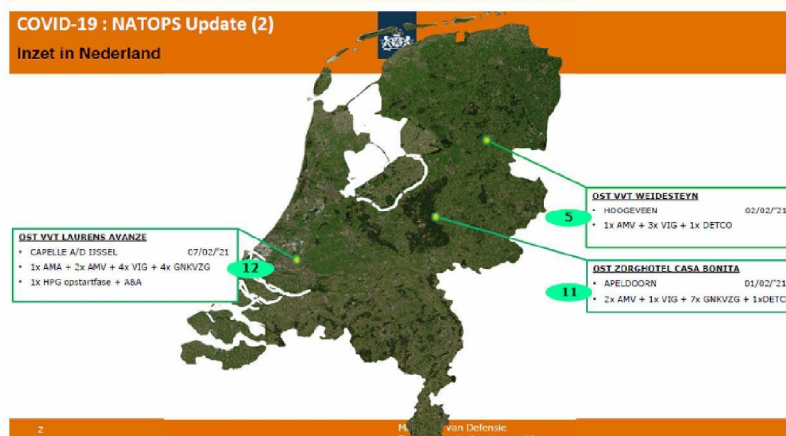 COVID-19 : NATOPS Update (2)
Inzet in Nederland
OST VVT WEIDESTEYN
• HOOGEVEEN 02/02/'21
• 1x AMV + 3x VIG + 1x DETCO
5
OST VVT LAURENS AVANZE
• CAPELLE A/D IJSSEL 07/02/'21
• 1x AMA + 2x AMV + 4x VIG + 4x GNKVZG
• 1x HPG opstartfase + A&A
12
OST ZORGHOTEL CASA BONITA
• APELDOORN 01/02/'21
• 2x AMV + 1x VIG + 7x GNKVZG + 1xDETC
11
2
van Defensie